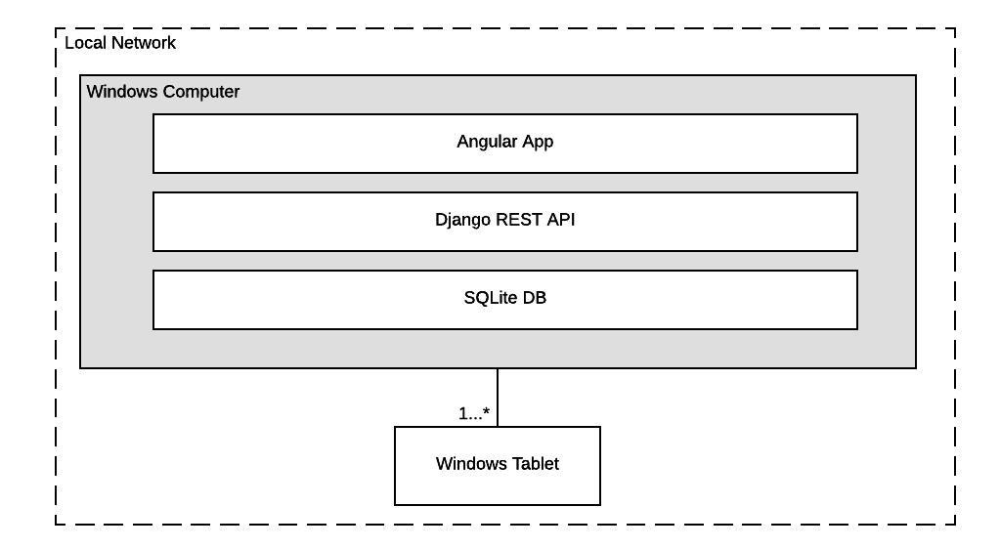 Local Network
Windows Computer
Angular App
Django REST API
SQLite DB
1...*
Windows Tablet